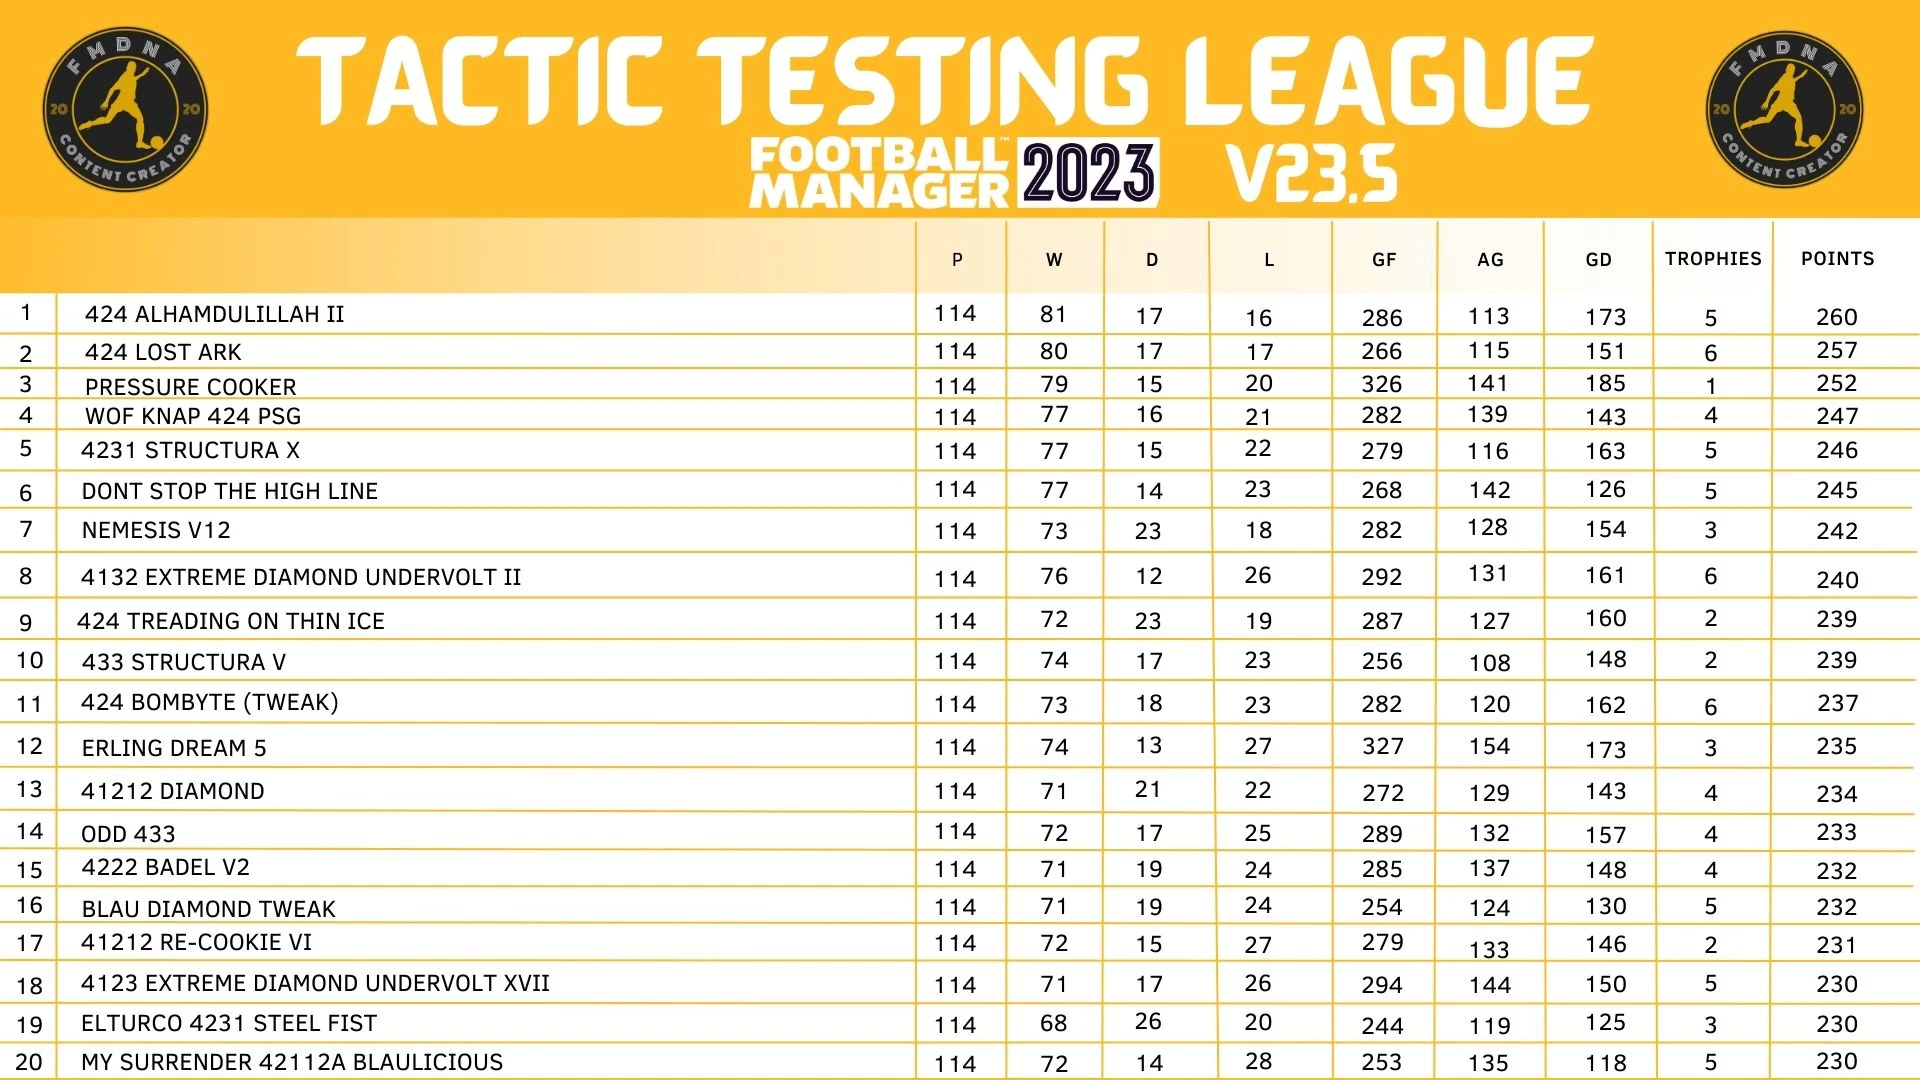 FMDNA
20 20
CONTENT CREATOR
TACTIC TESTING LEAGUE
FOOTBALL MANAGER™ 2023 V23.5
FMDNA
20 20
CONTENT CREATOR
P W D L GF AG GD TROPHIES POINTS
1 424 ALHAMDULILLAH II 114 81 17 16 286 113 173 5 260
2 424 LOST ARK 114 80 17 17 266 115 151 6 257
3 PRESSURE COOKER 114 79 15 20 326 141 185 1 252
4 WOF KNAP 424 PSG 114 77 16 21 282 139 143 4 247
5 4231 STRUCTURA X 114 77 15 22 279 116 163 5 246
6 DONT STOP THE HIGH LINE 114 77 14 23 268 142 126 5 245
7 NEMESIS V12 114 73 23 18 282 128 154 3 242
8 4132 EXTREME DIAMOND UNDERVOLT II 114 76 12 26 292 131 161 6 240
9 424 TREADING ON THIN ICE 114 72 23 19 287 127 160 2 239
10 433 STRUCTURA V 114 74 17 23 256 108 148 2 239
11 424 BOMBYTE (TWEAK) 114 73 18 23 282 120 162 6 237
12 ERLING DREAM 5 114 74 13 27 327 154 173 3 235
13 41212 DIAMOND 114 71 21 22 272 129 143 4 234
14 ODD 433 114 72 17 25 289 132 157 4 233
15 4222 BADEL V2 114 71 19 24 285 137 148 4 232
16 BLAU DIAMOND TWEAK 114 71 19 24 254 124 130 5 232
17 41212 RE-COOKIE VI 114 72 15 27 279 133 146 2 231
18 4123 EXTREME DIAMOND UNDERVOLT XVII 114 71 17 26 294 144 150 5 230
19 ELTURCO 4231 STEEL FIST 114 68 26 20 244 119 125 3 230
20 MY SURRENDER 42112A BLAULICIOUS 114 72 14 28 253 135 118 5 230